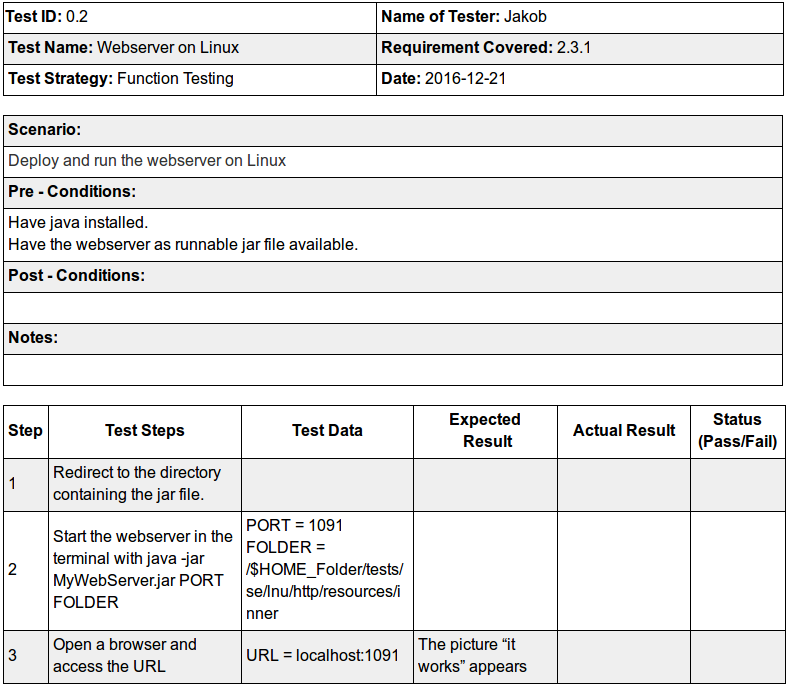 Test ID: 0.2
Name of Tester: Jakob
Test Name: Webserver on Linux
Requirement Covered: 2.3.1
Test Strategy: Function Testing
Date: 2016-12-21
Scenario:
Deploy and run the webserver on Linux
Pre - Conditions:
Have java installed.
Have the webserver as runnable jar file available.
Post - Conditions:
Notes:
Step
Test Steps
Test Data
Expected
Result
Actual Result
Status
(Pass/Fail)
1
Redirect to the directory
containing the jar file.
2
Start the webserver in the
terminal with java -jar
MyWebServer.jar PORT
FOLDER
PORT = 1091
FOLDER =
/$HOME_Folder/tests/
se/lnu/http/resources/i
nner
3
Open a browser and
access the URL
URL = localhost:1091
The picture “it
works” appears